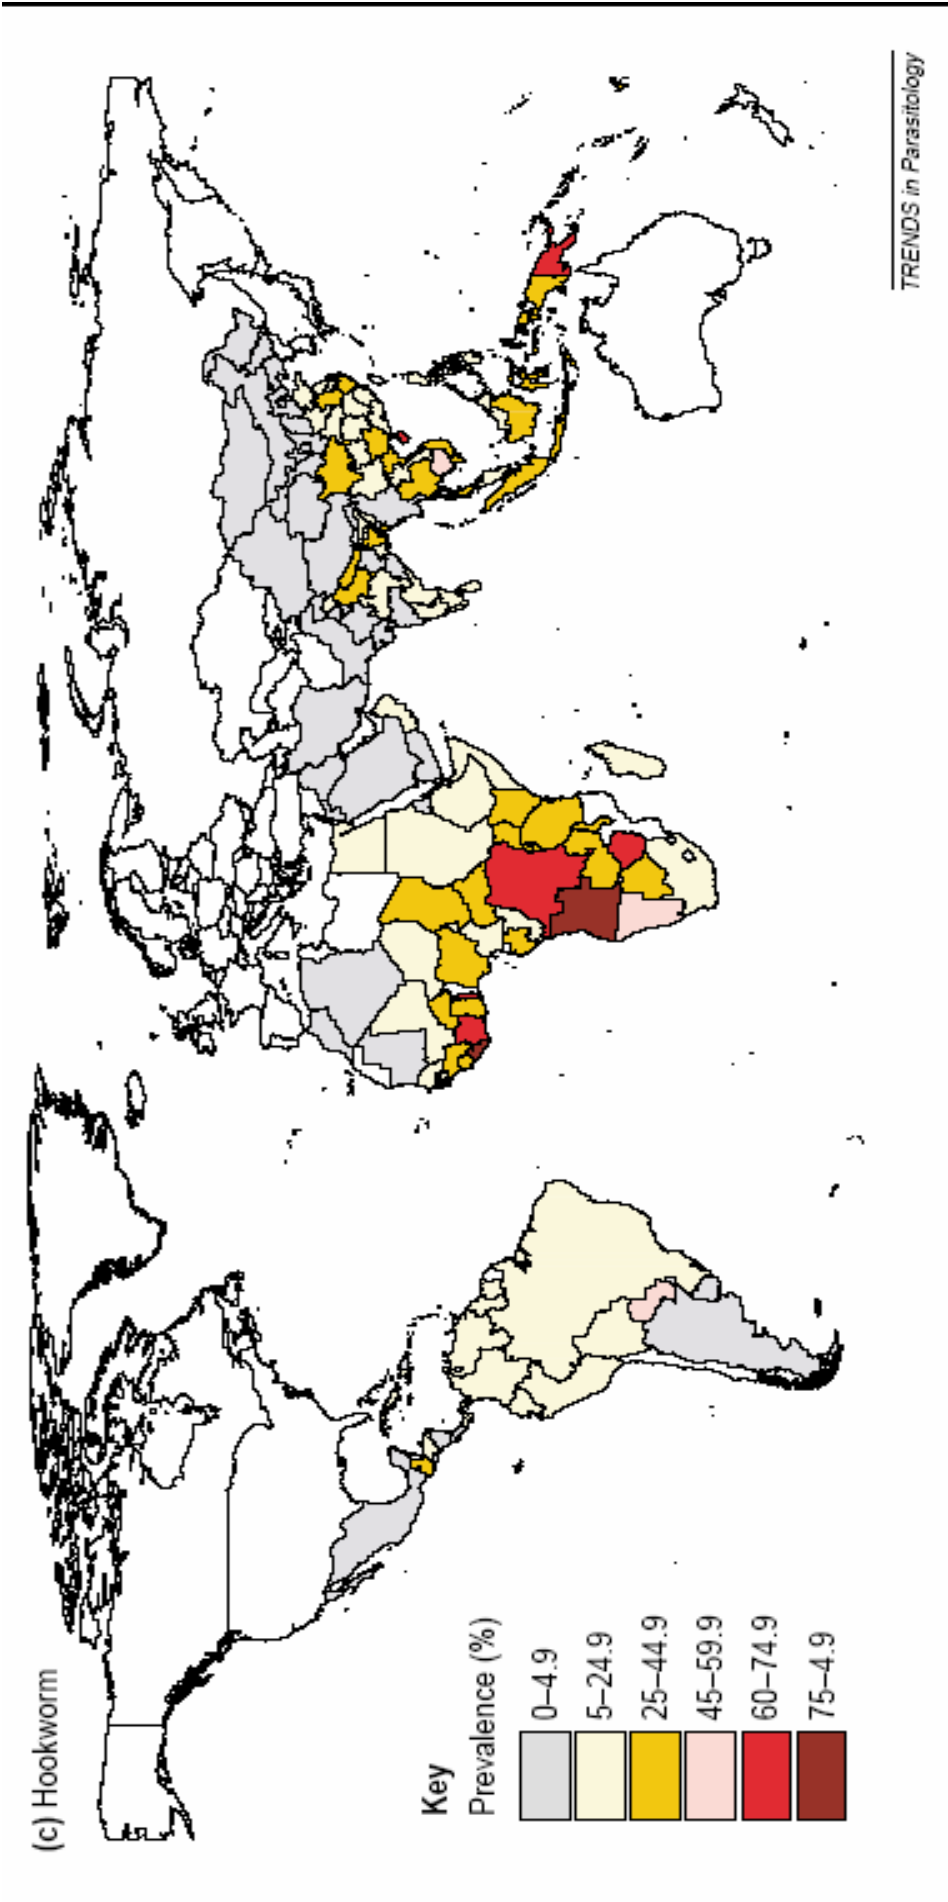 (c) Hookworm
Key
Prevalence (%)
0–4.9
5–24.9
25–44.9
45–59.9
60–74.9
75–4.9
TRENDS in Parasitology